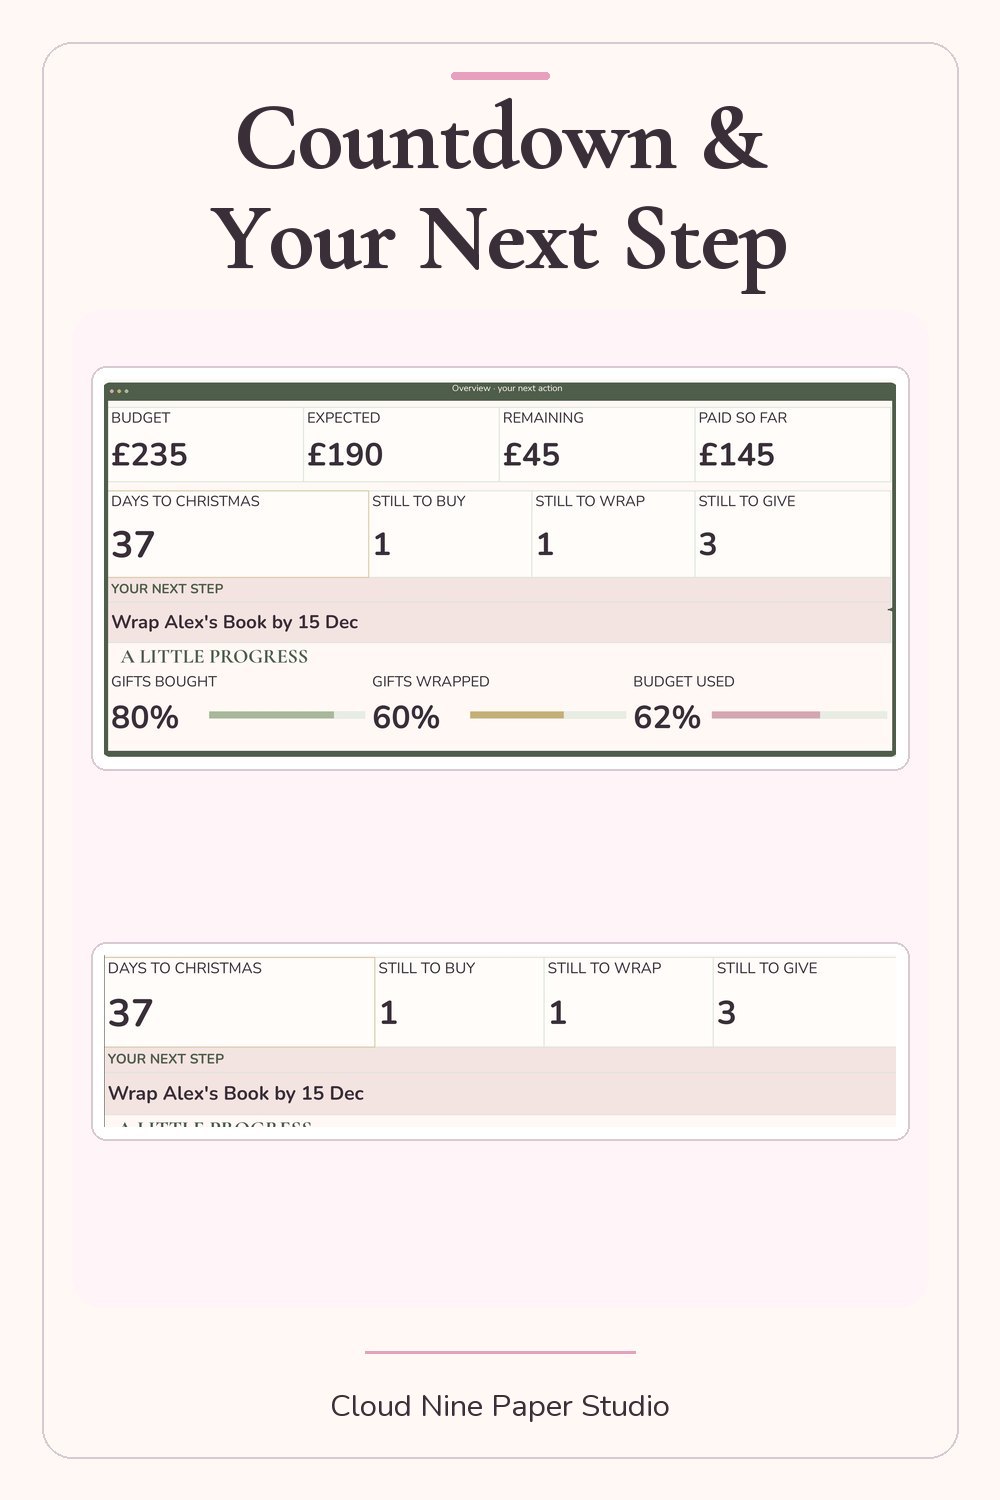 Countdown &
Your Next Step
Overview · your next action
BUDGET EXPECTED REMAINING PAID SO FAR
£235 £190 £45 £145
DAYS TO CHRISTMAS STILL TO BUY STILL TO WRAP STILL TO GIVE
37 1 1 3
YOUR NEXT STEP
Wrap Alex's Book by 15 Dec
A LITTLE PROGRESS
GIFTS BOUGHT GIFTS WRAPPED BUDGET USED
80% 60% 62%
DAYS TO CHRISTMAS STILL TO BUY STILL TO WRAP STILL TO GIVE
37 1 1 3
YOUR NEXT STEP
Wrap Alex's Book by 15 Dec
A LITTLE PROGRESS
Cloud Nine Paper Studio